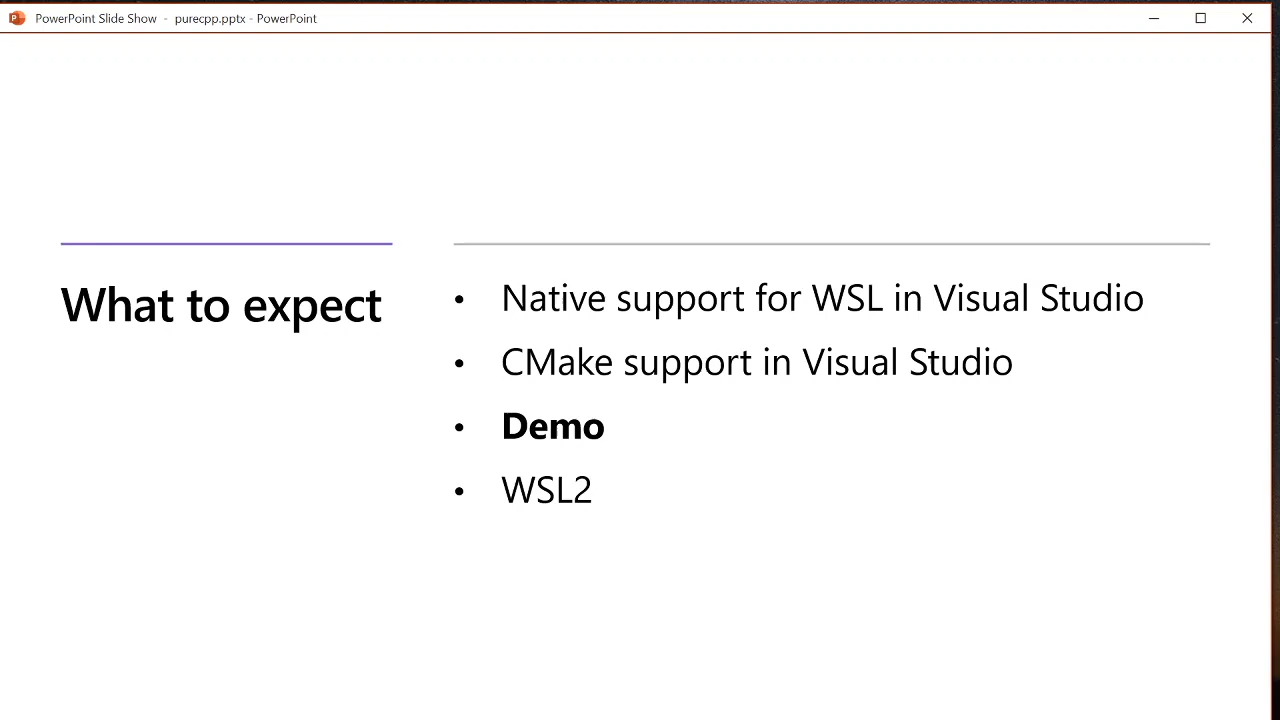 PowerPoint Slide Show - purecpp.pptx - PowerPoint
What to expect
• Native support for WSL in Visual Studio
• CMake support in Visual Studio
• Demo
• WSL2